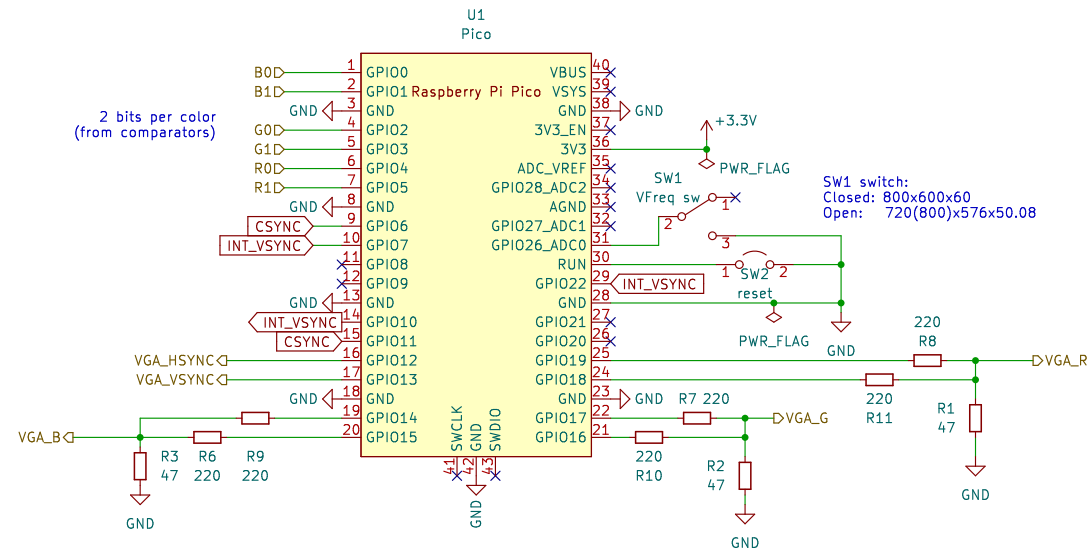 U1
Pico
Raspberry Pi Pico
2 bits per color
(from comparators)
B0 1 GPIO0
B1 2 GPIO1
GND 3 GND
G0 4 GPIO2
G1 5 GPIO3
R0 6 GPIO4
R1 7 GPIO5
GND 8 GND
CSYNC 9 GPIO6
INT_VSYNC 10 GPIO7
11 GPIO8
12 GPIO9
GND 13 GND
INT_VSYNC 14 GPIO10
CSYNC 15 GPIO11
VGA_HSYNC 16 GPIO12
VGA_VSYNC 17 GPIO13
GND 18 GND
19 GPIO14
VGA_B 20 GPIO15
R3 R6 R9
47 220 220
GND
SWCLK GND SWDIO
41 42 43
GND
VBUS 40
VSYS 39
GND 38 GND
3V3_EN 37
3V3 36
ADC_VREF 35
GPIO28_ADC2 34
AGND 33
GPIO27_ADC1 32
GPIO26_ADC0 31
RUN 30
GPIO22 29 INT_VSYNC
GND 28
GPIO21 27
GPIO20 26
GPIO19 25
GPIO18 24
GND 23 GND
GPIO17 22
GPIO16 21
+3.3V
PWR_FLAG
SW1
VFreq sw
1
2
3
SW1 switch:
Closed: 800x600x60
Open: 720(800)x576x50.08
1 2
SW2
reset
PWR_FLAG
GND
220
R8
VGA_R
220
R11
R1
47
GND
R7 220
VGA_G
220
R10
R2
47
GND